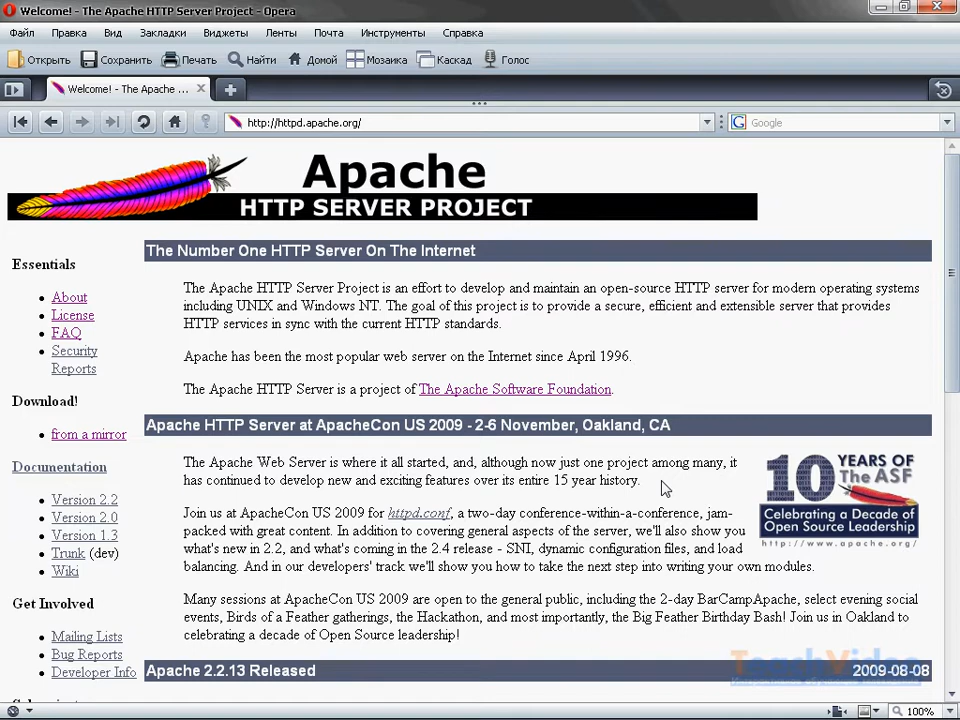 Welcome! - The Apache HTTP Server Project - Opera
Файл Правка Вид Закладки Виджеты Ленты Почта Инструменты Справка
Открыть Сохранить Печать Найти Домой Мозаика Каскад Голос
Welcome! - The Apache ...
http://httpd.apache.org/
Google
Apache
HTTP SERVER PROJECT
Essentials
About
License
FAQ
Security
Reports
Download!
from a mirror
Documentation
Version 2.2
Version 2.0
Version 1.3
Trunk (dev)
Wiki
Get Involved
Mailing Lists
Bug Reports
Developer Info
The Number One HTTP Server On The Internet
The Apache HTTP Server Project is an effort to develop and maintain an open-source HTTP server for modern operating systems
including UNIX and Windows NT. The goal of this project is to provide a secure, efficient and extensible server that provides
HTTP services in sync with the current HTTP standards.
Apache has been the most popular web server on the Internet since April 1996.
The Apache HTTP Server is a project of The Apache Software Foundation.
Apache HTTP Server at ApacheCon US 2009 - 2-6 November, Oakland, CA
The Apache Web Server is where it all started, and, although now just one project among many, it
has continued to develop new and exciting features over its entire 15 year history.
Join us at ApacheCon US 2009 for httpd.conf, a two-day conference-within-a-conference, jam-
packed with great content. In addition to covering general aspects of the server, we'll also show you
what's new in 2.2, and what's coming in the 2.4 release - SNI, dynamic configuration files, and load
balancing. And in our developers' track we'll show you how to take the next step into writing your own modules.
10 YEARS OF
THE ASF
Celebrating a Decade of
Open Source Leadership
http://www.apache.org/
Many sessions at ApacheCon US 2009 are open to the general public, including the 2-day BarCampApache, select evening social
events, Birds of a Feather gatherings, the Hackathon, and most importantly, the Big Feather Birthday Bash! Join us in Oakland to
celebrating a decade of Open Source leadership!
TeachVideo
Apache 2.2.13 Released 2009-08-08
100%